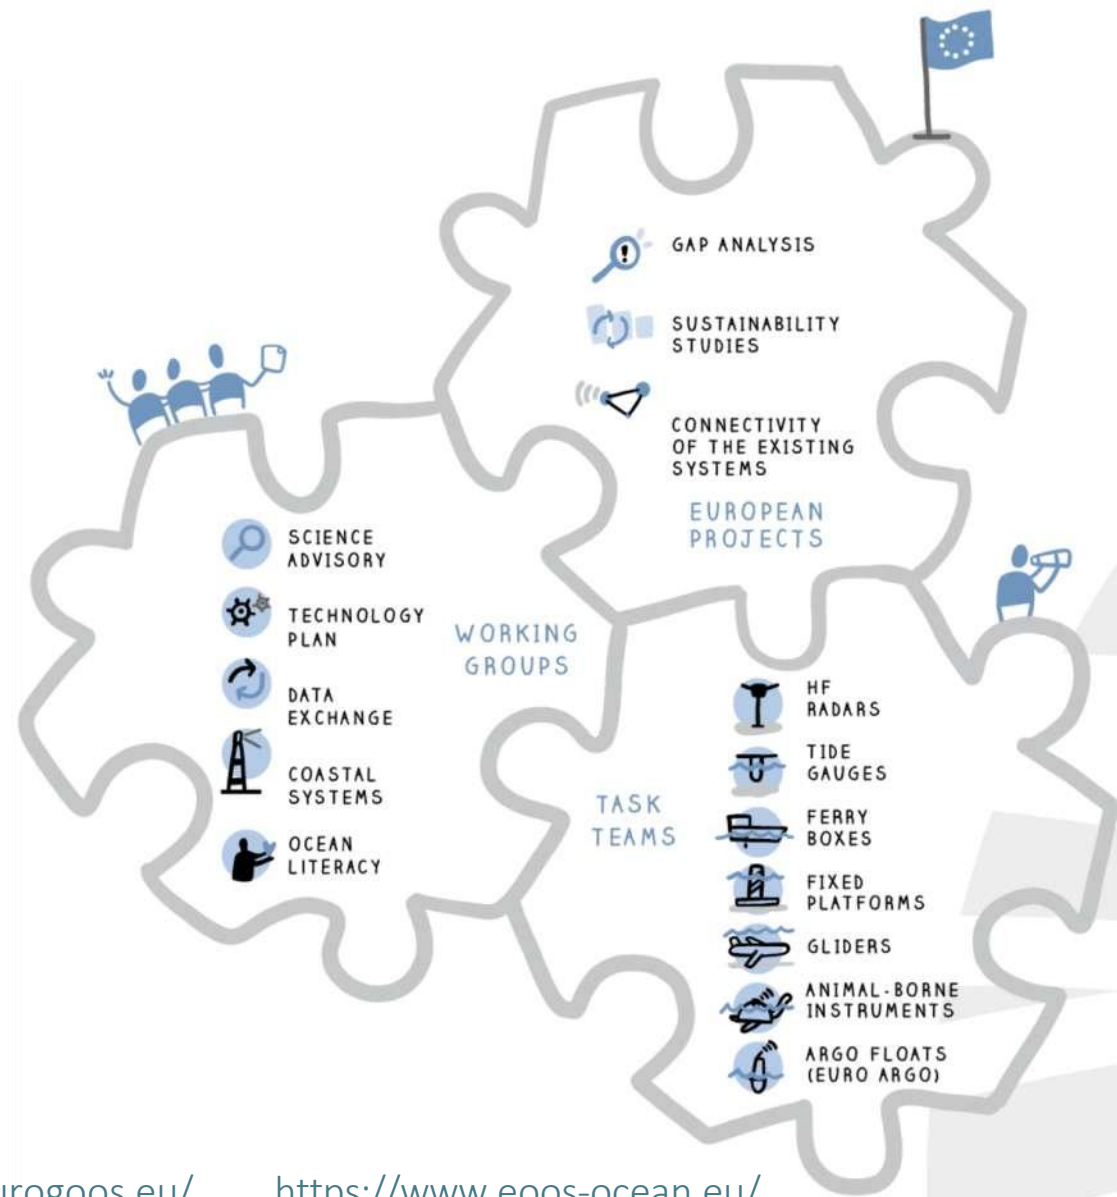 GAP ANALYSIS
SUSTAINABILITY
STUDIES
CONNECTIVITY
OF THE EXISTING
SYSTEMS
EUROPEAN
PROJECTS
SCIENCE
ADVISORY
TECHNOLOGY
PLAN
DATA
EXCHANGE
COASTAL
SYSTEMS
OCEAN
LITERACY
WORKING
GROUPS
TASK
TEAMS
HF
RADARS
TIDE
GAUGES
FERRY
BOXES
FIXED
PLATFORMS
GLIDERS
ANIMAL-BORNE
INSTRUMENTS
ARGO FLOATS
(EURO ARGO)
urogoos.eu/ https://www.eoos-ocean.eu/